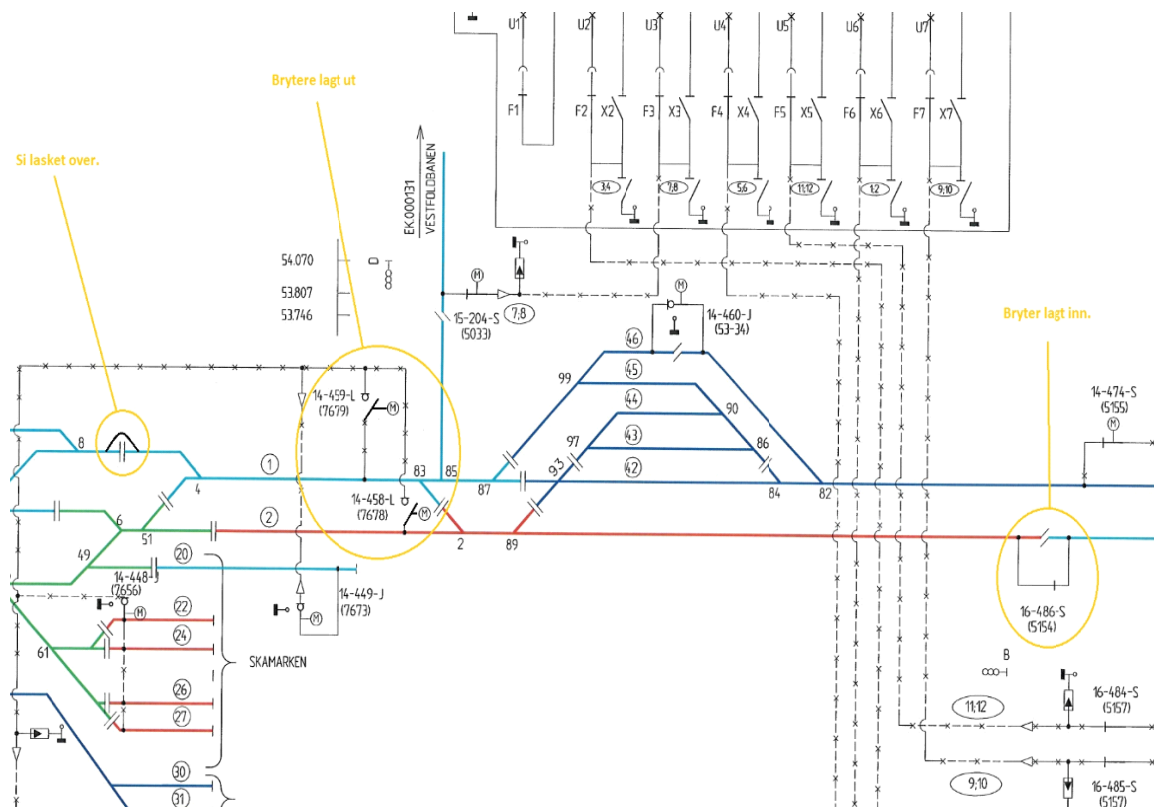 U1 U2 U3 U4 U5 U6 U7
Brytere lagt ut
F1 F2 X2 F3 X3 F4 X4 F5 X5 F6 X6 F7 X7
Si lasket over.
EK000131
VESTFOLDBANEN
3;4 7;8 5;6 11;12 1;2 9;10
54.070
53.807
53.746
M
15-204-S
(5033)
7;8
M
14-460-J
(53-34)
Bryter lagt inn.
46
45
44
43
42
99
90
97
86
93
84
82
87
85
83
14-459-L
(7679)
M
14-458-L
(7678)
M
14-474-S
(5155)
M
8
1
4
2
6
51
2
89
49
20
14-448-J
(7656)
M
14-449-J
(7673)
M
22
24
61
SKAMARKEN
26
27
30
31
16-486-S
(5154)
B
11;12
16-484-S
(5157)
9;10
16-485-S
(5157)